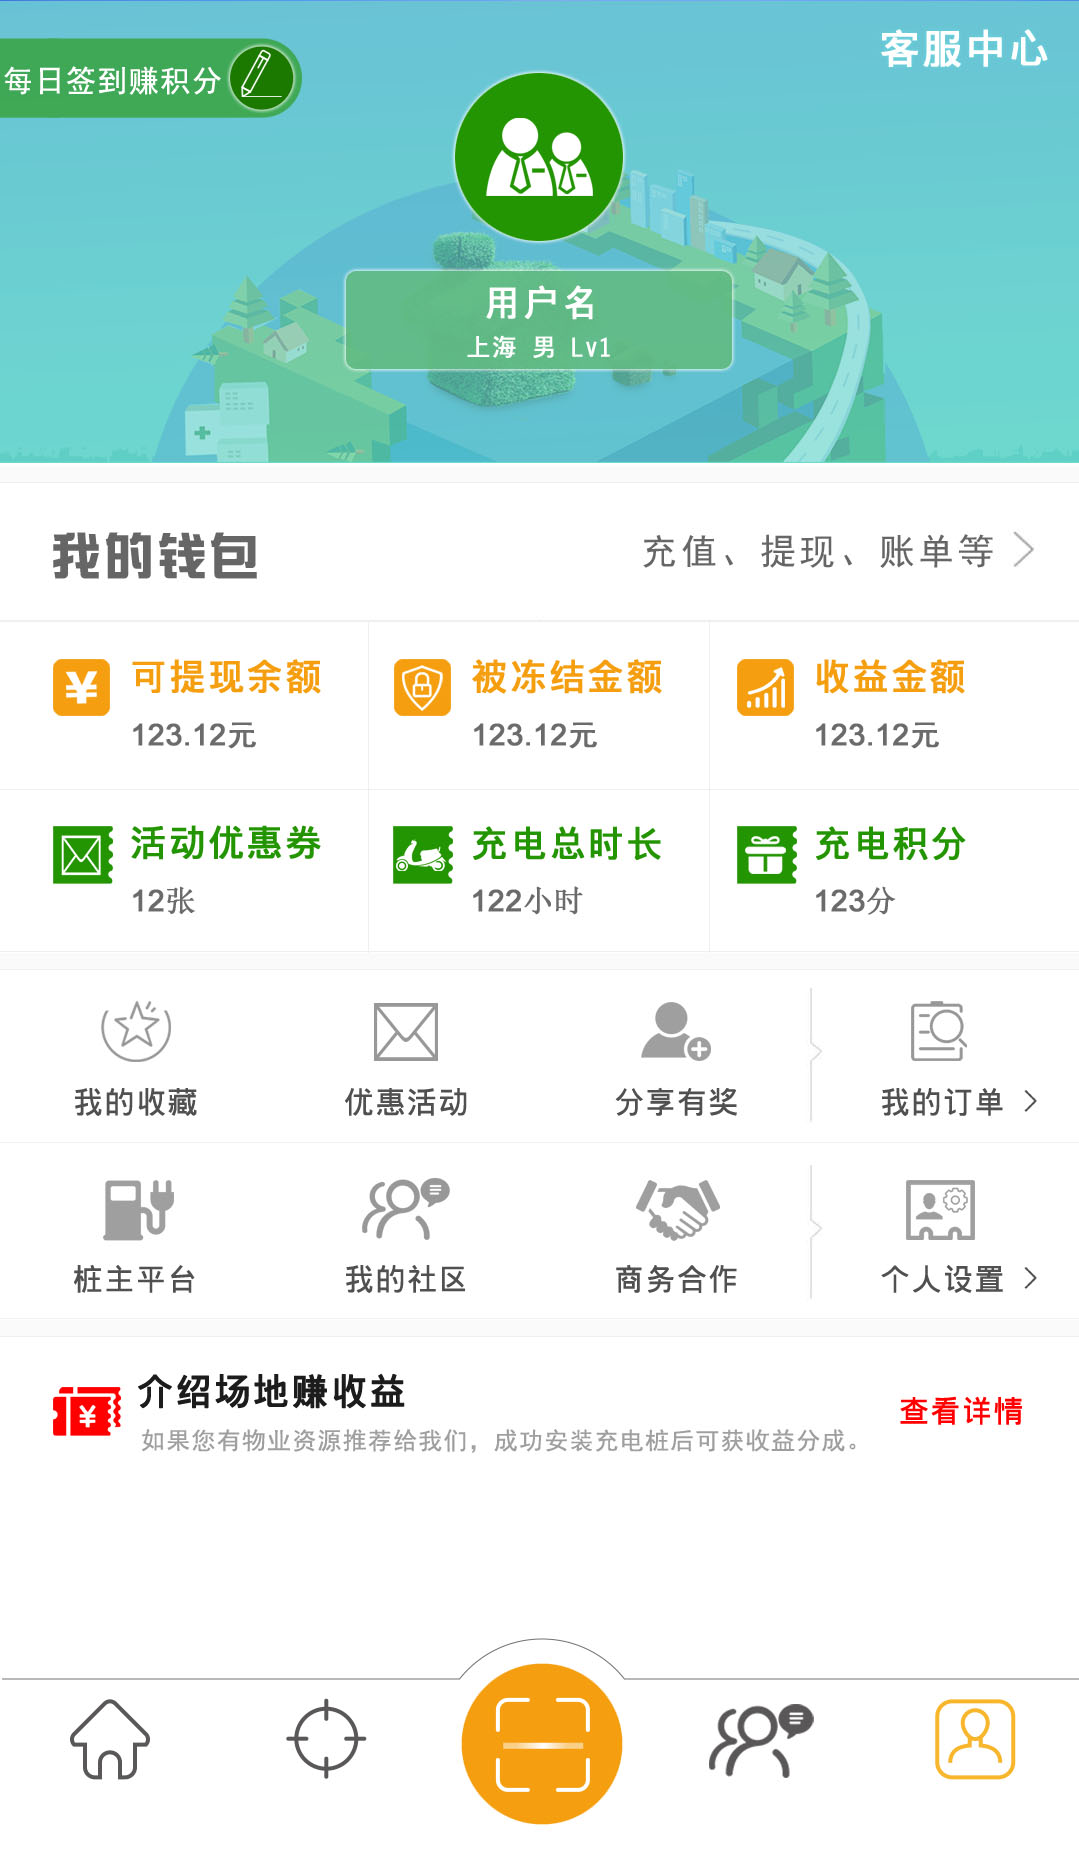 客服中心
每日签到赚积分
用户名
上海 男 Lv1
我的钱包
充值、提现、账单等
可提现余额
123.12元
被冻结金额
123.12元
收益金额
123.12元
活动优惠券
12张
充电总时长
122小时
充电积分
123分
我的收藏
优惠活动
分享有奖
我的订单
桩主平台
我的社区
商务合作
个人设置
介绍场地赚收益
如果您有物业资源推荐给我们，成功安装充电桩后可获收益分成。
查看详情